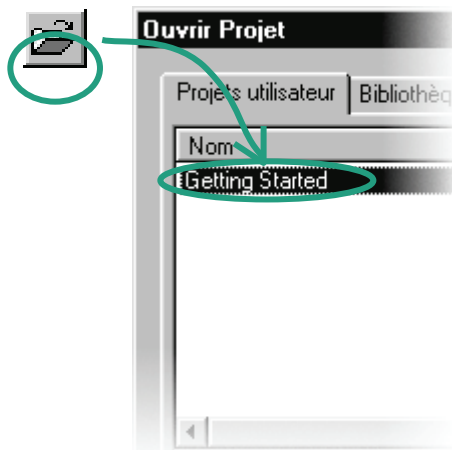 Ouvrir Projet
Projets utilisateur Bibliothèq
Nom
Getting Started